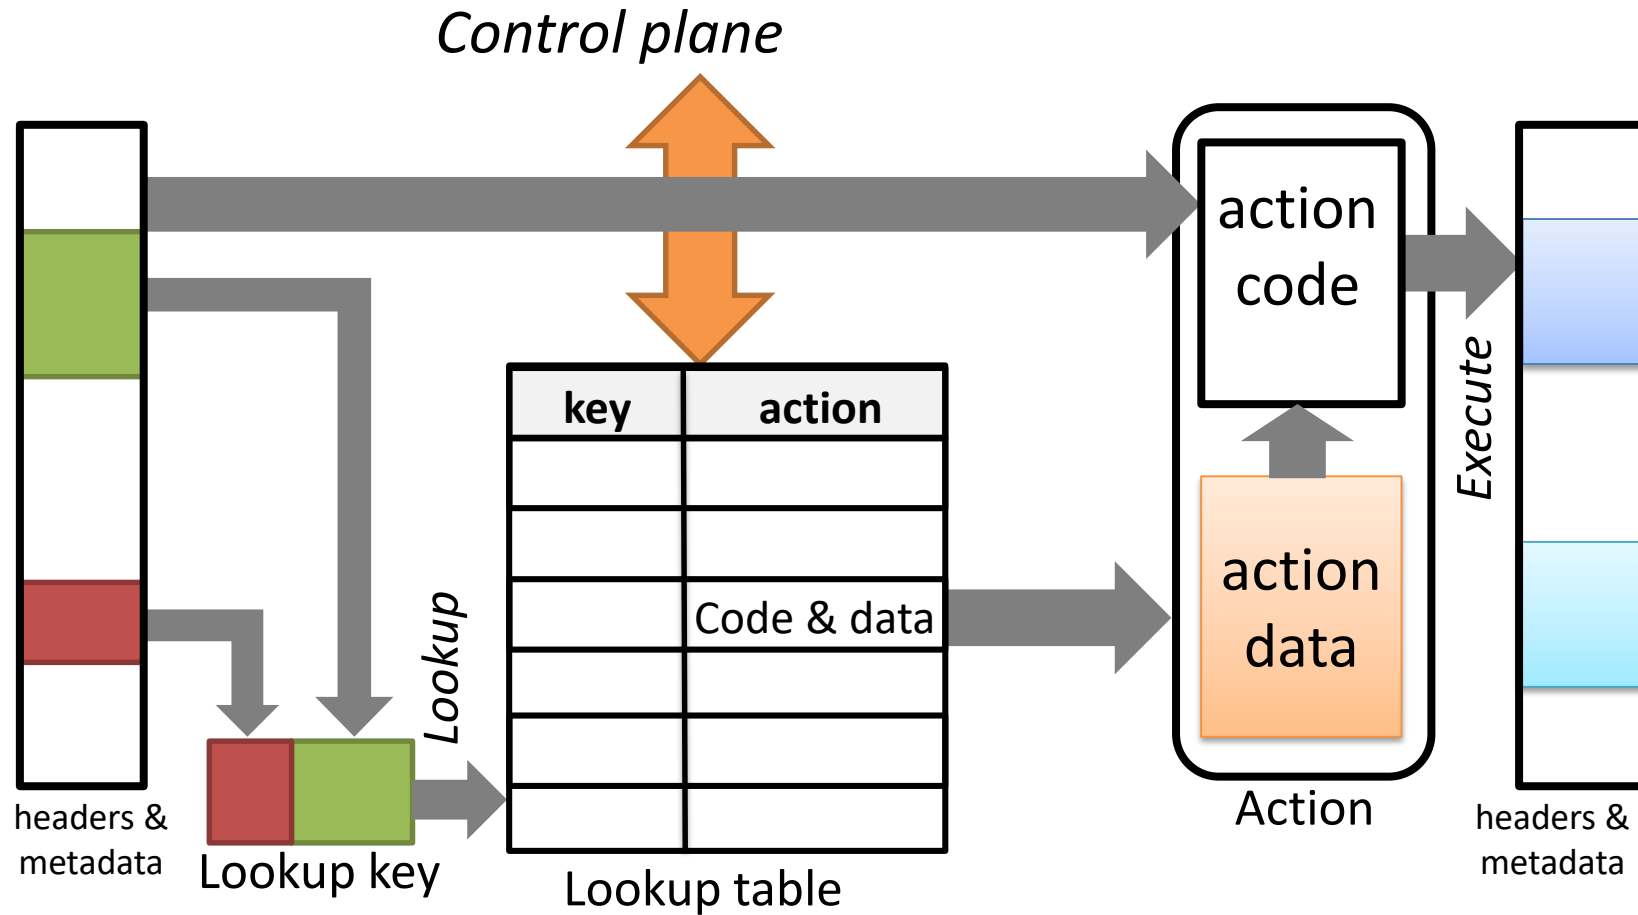 Control plane
action
code
key
action
Execute
action
data
Code & data
Lookup
headers &
metadata
Lookup key
Lookup table
Action
headers &
metadata